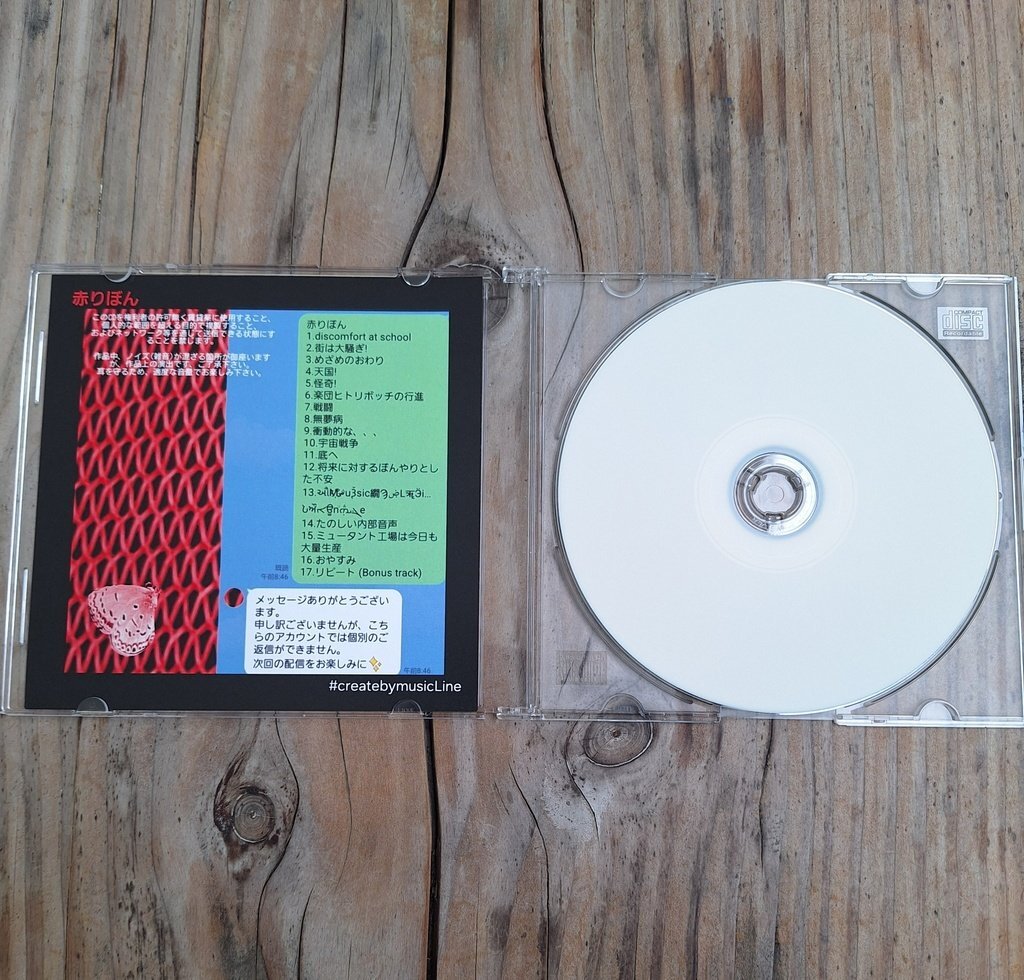 赤りぼん
このCDを権利者の許可無く賃貸業に使用すること、
個人的な範囲を超える目的で複製すること、
およびネットワーク等を通して送信できる状態にす
ることを禁じます。
作品中、ノイズ(雑音)が混ざる箇所が御座います
が、作品上の演出です、ご了承下さい。
耳を守るため、適度な音量でお楽しみ下さい。
赤りぼん
1.discomfort at school
2.街は大騒ぎ!
3.めざめのおわり
4.天国!
5.怪奇!
6.楽団ヒトリボッチの行進
7.戦闘
8.無夢病
9.衝動的な、、、
10.宇宙戦争
11.底へ
12.将来に対するぼんやりとし
た不安
13.
14.たのしい内部音声
15.ミュータント工場は今日も
大量生産
16.おやすみ
17.リピート (Bonus track)
既読
午前8:46
メッセージありがとうござい
ます。
申し訳ございませんが、こち
らのアカウントでは個別のご
返信ができません。
次回の配信をお楽しみに✨
午前8:46
#createbymusicLine
COMPACT
disc
Recordable